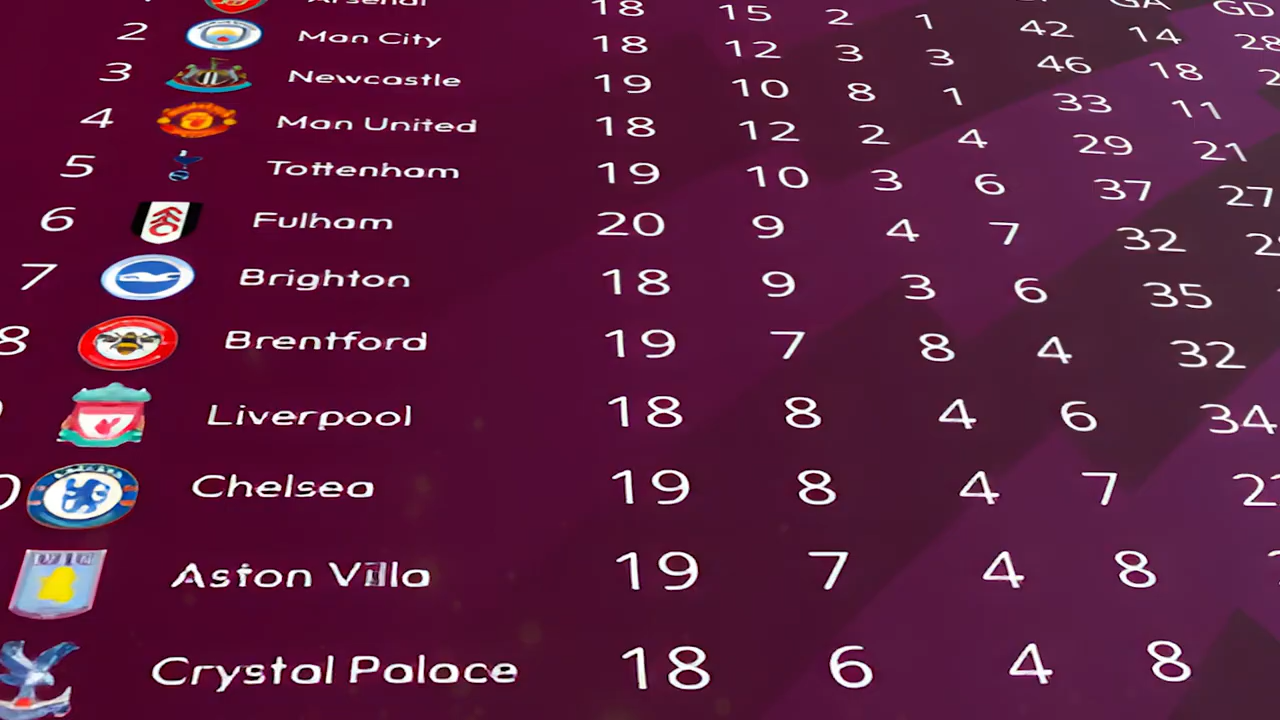 Arsenal 18 15 2 1 42 14 28
2 Man City 18 12 3 3 46 18
3 Newcastle 19 10 8 1 33 11
4 Man United 18 12 2 4 29 21
5 Tottenham 19 10 3 6 37 27
6 Fulham 20 9 4 7 32
7 Brighton 18 9 3 6 35
8 Brentford 19 7 8 4 32
Liverpool 18 8 4 6 34
Chelsea 19 8 4 7
Aston Villa 19 7 4 8
Crystal Palace 18 6 4 8